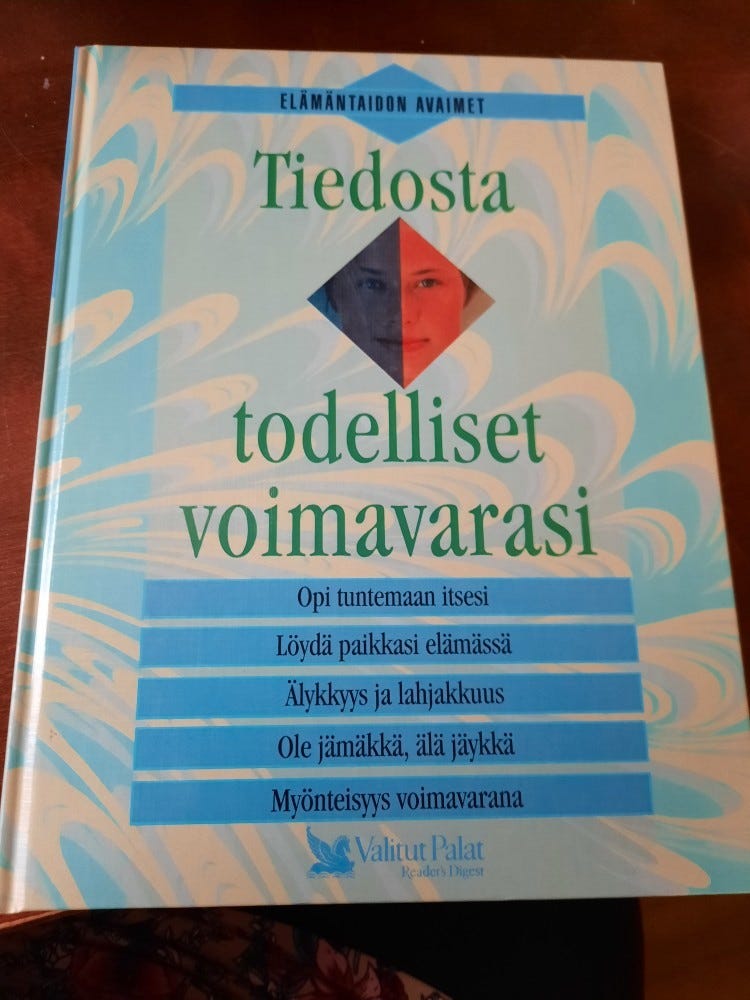 ELÄMÄNTAIDON AVAIMET
Tiedosta
todelliset
voimavarasi
Opi tuntemaan itsesi
Löydä paikkasi elämässä
Älykkyys ja lahjakkuus
Ole jämäkkä, älä jäykkä
Myönteisyys voimavarana
Valitut Palat
Reader's Digest